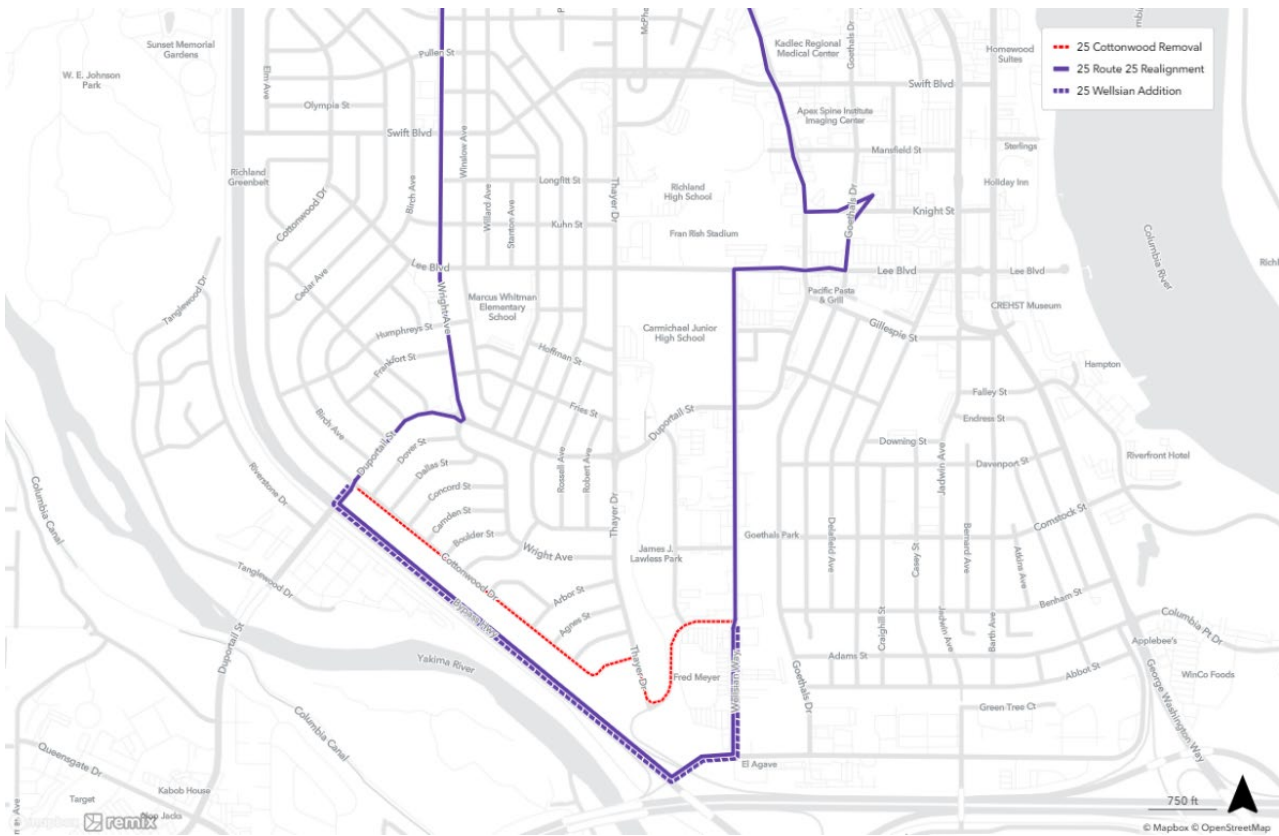 Sunset Memorial
Gardens
W. E. Johnson
Park
Elm Ave
Pullen St
Olympia St
Swift Blvd
Winslow Ave
Birch Ave
Richland
Greenbelt
Cottonwood Dr
Willard Ave
Stanton Ave
Longfitt St
Kuhn St
Thayer Dr
Richland
High School
Fran Rish Stadium
Kadlec Regional
Medical Center
Goethals Dr
Homewood
Suites
Swift Blvd
Apex Spine Institute
Imaging Center
Mansfield St
Sterlings
Holiday Inn
Goethals Dr
Knight St
25 Cottonwood Removal
25 Route 25 Realignment
25 Wellsian Addition
Columbia River
Tanglewood Dr
Cedar Ave
Lee Blvd
Wright Ave
Marcus Whitman
Elementary
School
Humphreys St
Frankfort St
Hoffman St
Fries St
Carmichael Junior
High School
Lee Blvd
Lee Blvd
Pacific Pasta
& Grill
CREHST Museum
Gillespie St
Hampton
Falley St
Endress St
Birch Ave
Duportail St
Dover St
Dallas St
Concord St
Camden St
Boulder St
Riverstone Dr
Rossell Ave
Robert Ave
Duportail St
Thayer Dr
Downing St
Davenport St
Jadwin Ave
Riverfront Hotel
Comstock St
Columbia Canal
Tanglewood Dr
Duportail St
Cottonwood Dr
Wright Ave
James J.
Lawless Park
Goethals Park
Delafield Ave
Casey St
Bernard Ave
Atkins Ave
Arbor St
Agnes St
Bypass Hwy
Yakima River
Thayer Dr
Fred Meyer
Wellsian Way
Adams St
Craighill St
Jadwin Ave
Barth Ave
Benham St
Abbot St
Goethals Dr
Green Tree Ct
Columbia Pt Dr
Applebee's
WinCo Foods
George Washington Way
Columbia Canal
Queensgate Dr
Target
Kabob House
El Agave
remix
750 ft
© Mapbox © OpenStreetMap